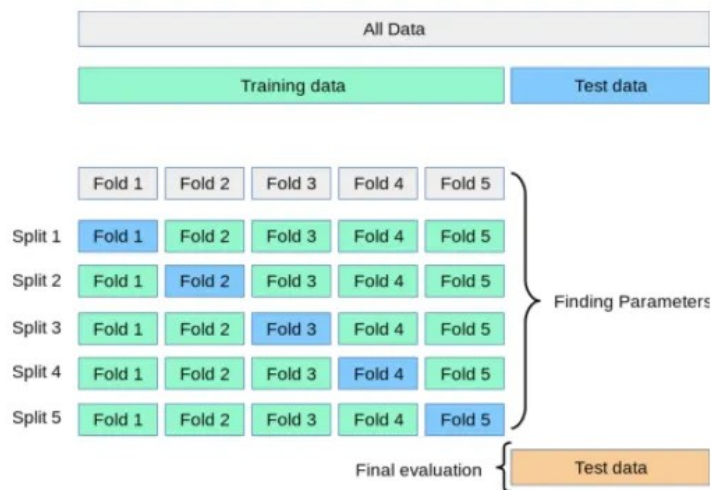 All Data
Training data Test data
Fold 1 Fold 2 Fold 3 Fold 4 Fold 5
Split 1 Fold 1 Fold 2 Fold 3 Fold 4 Fold 5
Split 2 Fold 1 Fold 2 Fold 3 Fold 4 Fold 5
Finding Parameters
Split 3 Fold 1 Fold 2 Fold 3 Fold 4 Fold 5
Split 4 Fold 1 Fold 2 Fold 3 Fold 4 Fold 5
Split 5 Fold 1 Fold 2 Fold 3 Fold 4 Fold 5
Final evaluation Test data